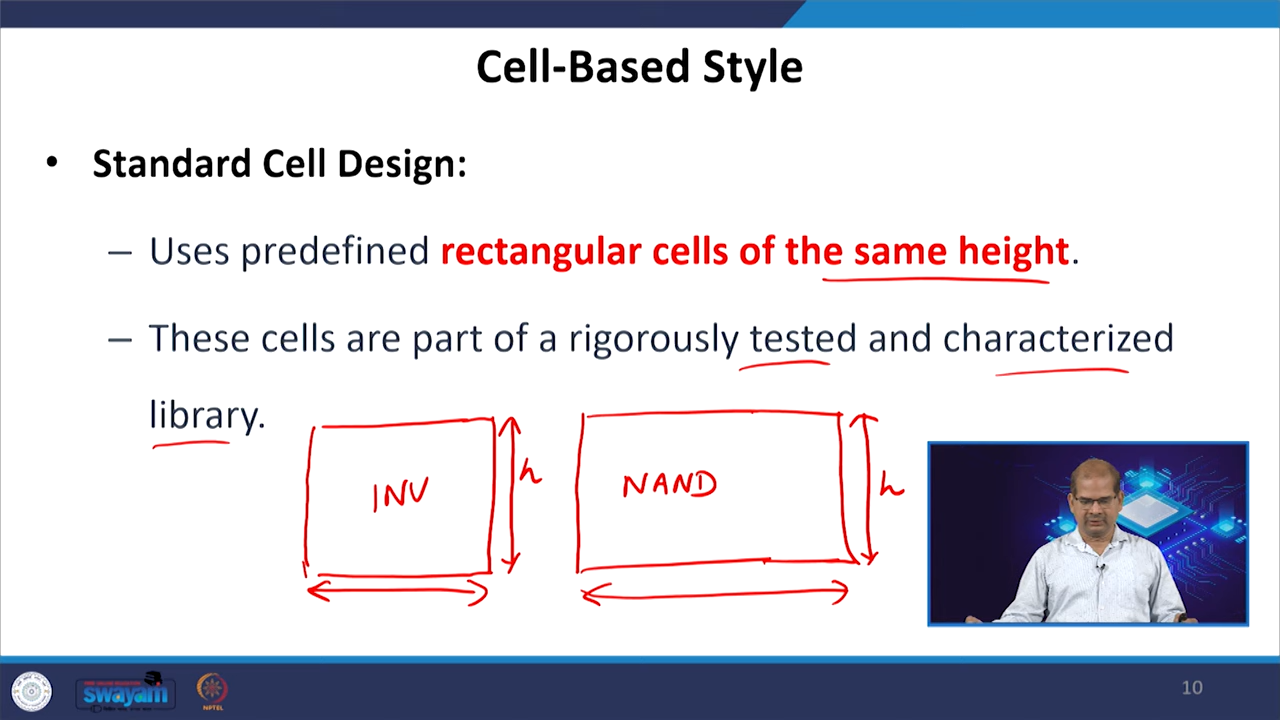 Cell-Based Style
• Standard Cell Design:
– Uses predefined rectangular cells of the same height.
– These cells are part of a rigorously tested and characterized
library.
INV
h
NAND
h
swayam
NPTEL
10